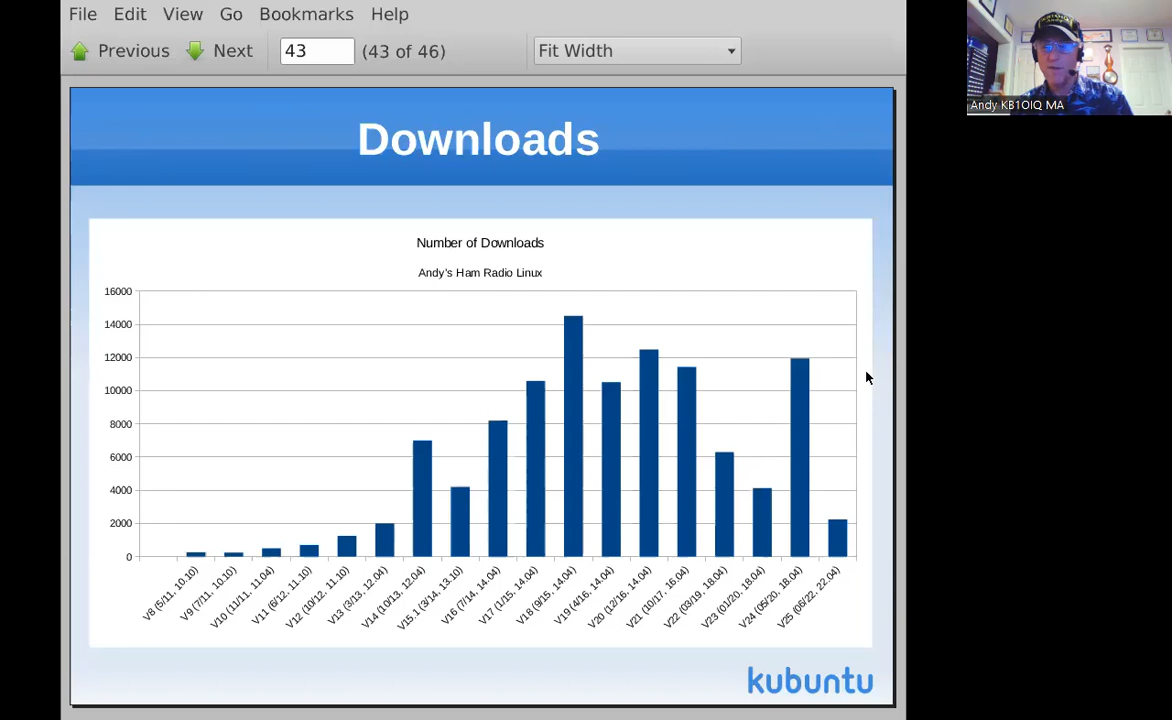 File Edit View Go Bookmarks Help
Previous Next 43 (43 of 46) Fit Width
Andy KB1OIQ MA
Downloads
Number of Downloads
Andy's Ham Radio Linux
16000
14000
12000
10000
8000
6000
4000
2000
0
V8 (5/11, 10.10)
V9 (7/11, 10.10)
V10 (11/11, 11.04)
V11 (6/12, 11.10)
V12 (10/12, 11.10)
V13 (3/13, 12.04)
V14 (10/13, 12.04)
V15.1 (3/14, 13.10)
V16 (7/14, 14.04)
V17 (1/15, 14.04)
V18 (9/15, 14.04)
V19 (4/16, 14.04)
V20 (12/16, 14.04)
V21 (10/17, 16.04)
V22 (03/19, 18.04)
V23 (01/20, 18.04)
V24 (05/20, 18.04)
V25 (06/22, 22.04)
kubuntu